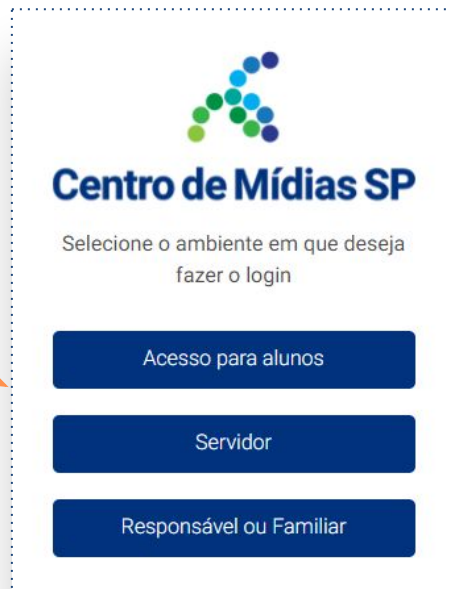 Centro de Mídias SP
Selecione o ambiente em que deseja
fazer o login
Acesso para alunos
Servidor
Responsável ou Familiar